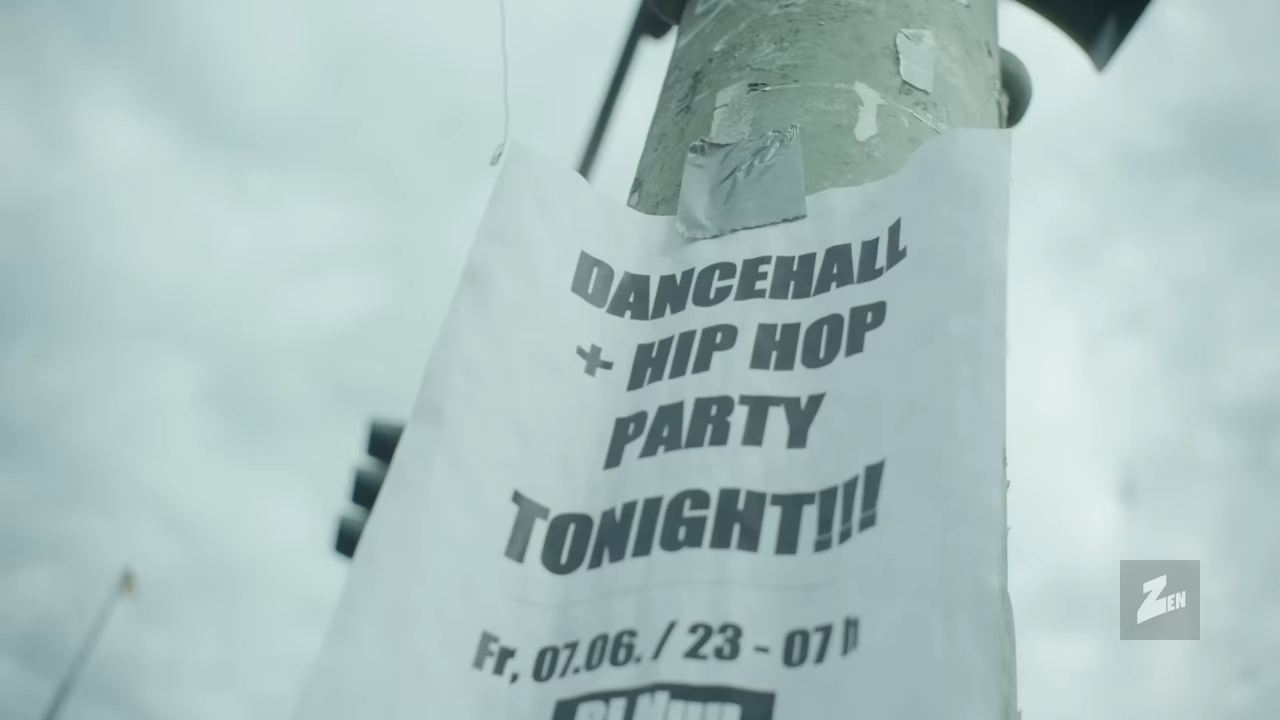 DANCEHALL
+ HIP HOP
PARTY
TONIGHT!!!
Fr, 07.06. / 23 - 07 h
ZEN